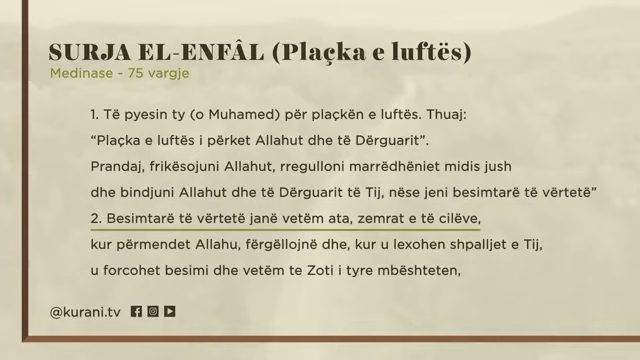 SURJA EL-ENFÂL (Plaçka e luftës)
Medinase - 75 vargje
1. Të pyesin ty (o Muhamed) për plaçkën e luftës. Thuaj:
“Plaçka e luftës i përket Allahut dhe të Dërguarit”.
Prandaj, frikësojuni Allahut, rregulloni marrëdhëniet midis jush
dhe bindjuni Allahut dhe të Dërguarit të Tij, nëse jeni besimtarë të vërtetë”
2. Besimtarë të vërtetë janë vetëm ata, zemrat e të cilëve,
kur përmendet Allahu, fërgëllojnë dhe, kur u lexohen shpalljet e Tij,
u forcohet besimi dhe vetëm te Zoti i tyre mbështeten,
@kurani.tv